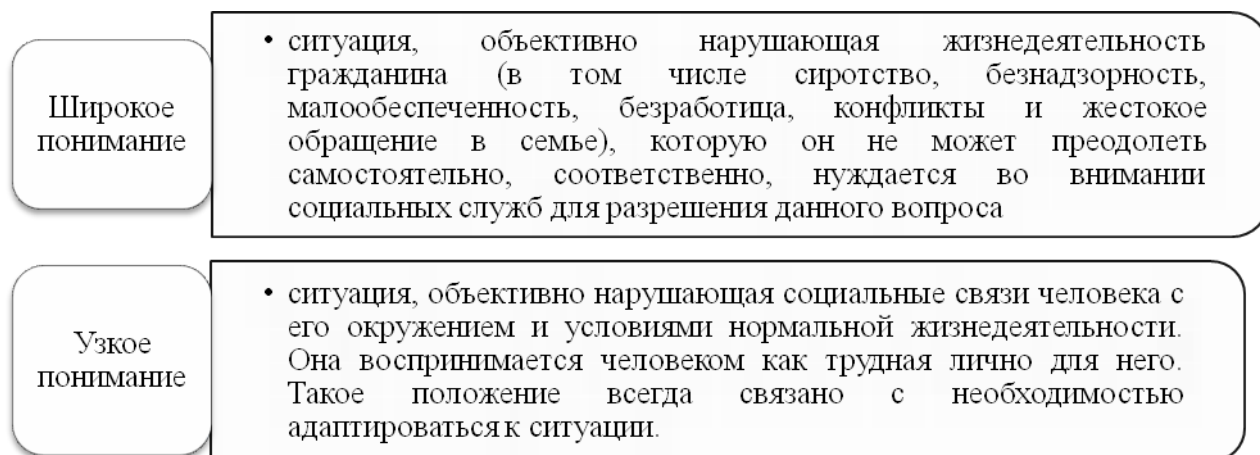 Широкое
понимание
• ситуация, объективно нарушающая жизнедеятельность
гражданина (в том числе сиротство, безнадзорность,
малообеспеченность, безработица, конфликты и жестокое
обращение в семье), которую он не может преодолеть
самостоятельно, соответственно, нуждается во внимании
социальных служб для разрешения данного вопроса
Узкое
понимание
• ситуация, объективно нарушающая социальные связи человека с
его окружением и условиями нормальной жизнедеятельности.
Она воспринимается человеком как трудная лично для него.
Такое положение всегда связано с необходимостью
адаптироваться к ситуации.